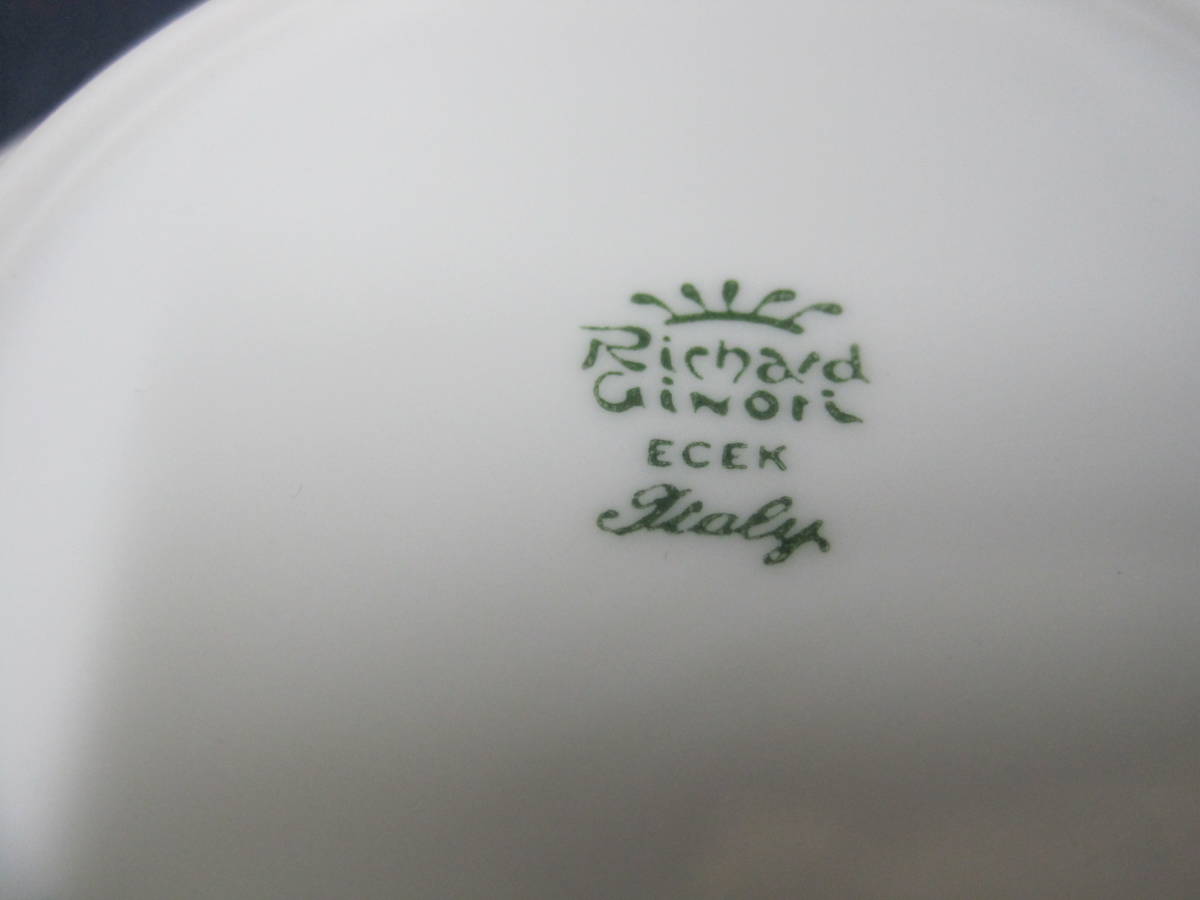 Richard
Ginori
ECEK
Italy